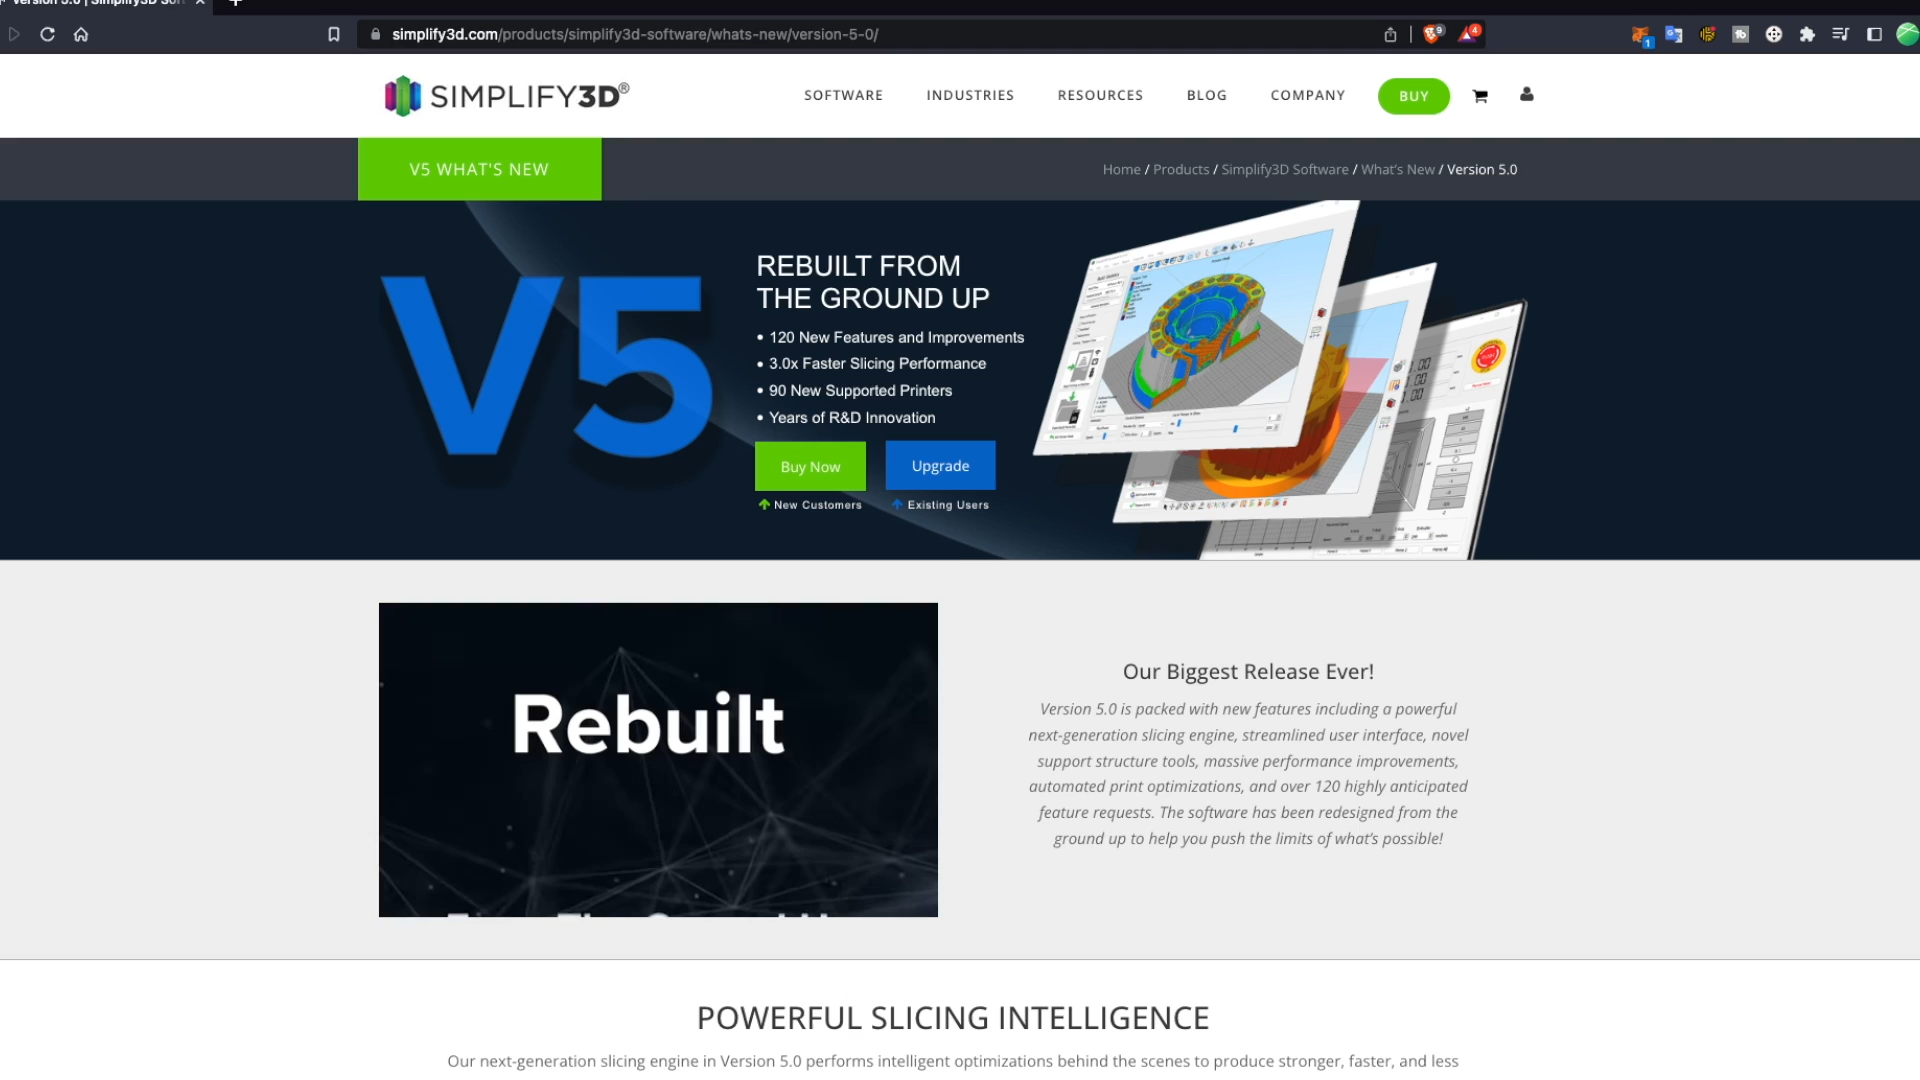 simplify3d.com/products/simplify3d-software/whats-new/version-5-0/
SIMPLIFY3D®
SOFTWARE
INDUSTRIES
RESOURCES
BLOG
COMPANY
BUY
V5 WHAT'S NEW
Home / Products / Simplify3D Software / What's New / Version 5.0
V5
REBUILT FROM
THE GROUND UP
• 120 New Features and Improvements
• 3.0x Faster Slicing Performance
• 90 New Supported Printers
• Years of R&D Innovation
Buy Now
Upgrade
New Customers
Existing Users
Rebuilt
Our Biggest Release Ever!
Version 5.0 is packed with new features including a powerful
next-generation slicing engine, streamlined user interface, novel
support structure tools, massive performance improvements,
automated print optimizations, and over 120 highly anticipated
feature requests. The software has been redesigned from the
ground up to help you push the limits of what's possible!
POWERFUL SLICING INTELLIGENCE
Our next-generation slicing engine in Version 5.0 performs intelligent optimizations behind the scenes to produce stronger, faster, and less